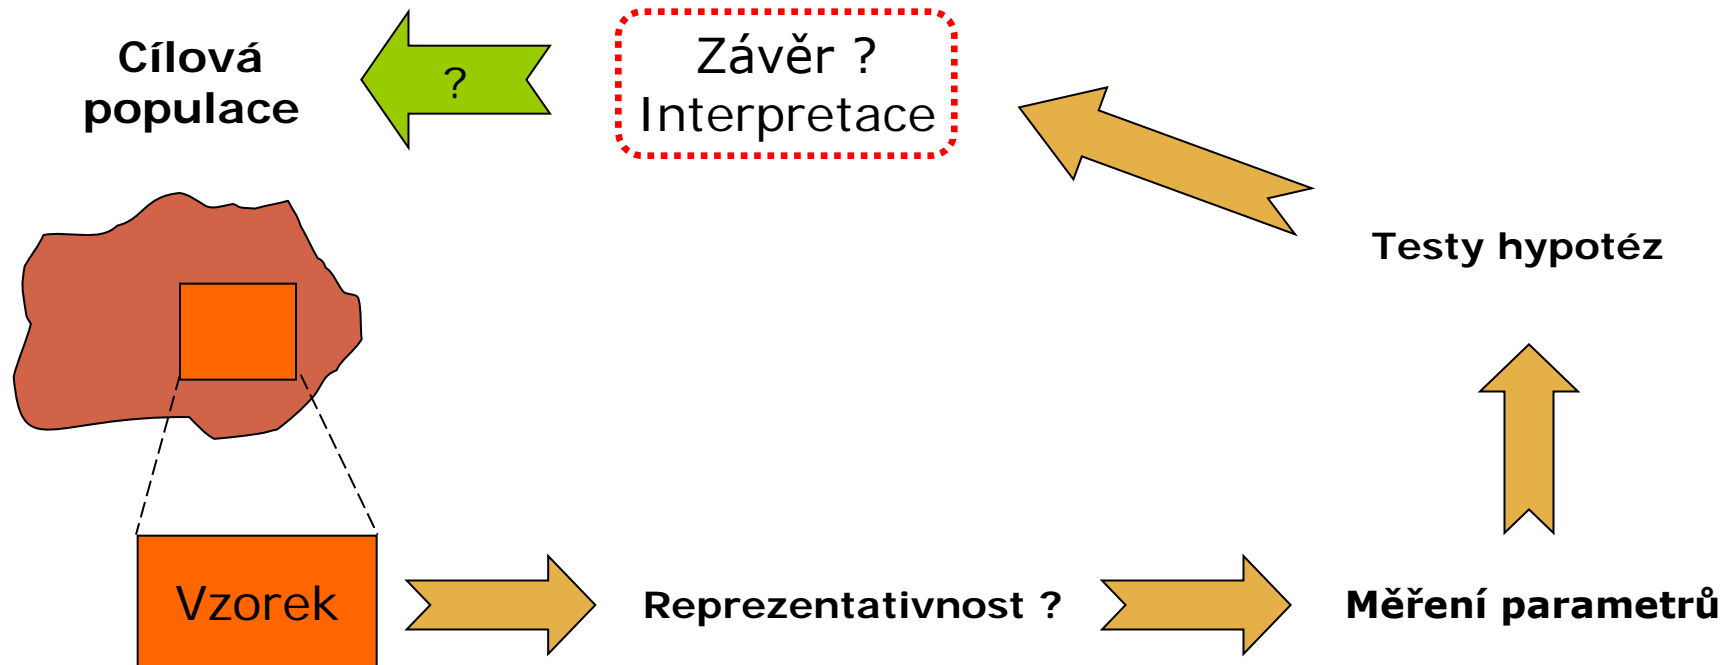 Cílová
populace
?
Závěr ?
Interpretace
Testy hypotéz
Vzorek
Reprezentativnost ?
Měření parametrů